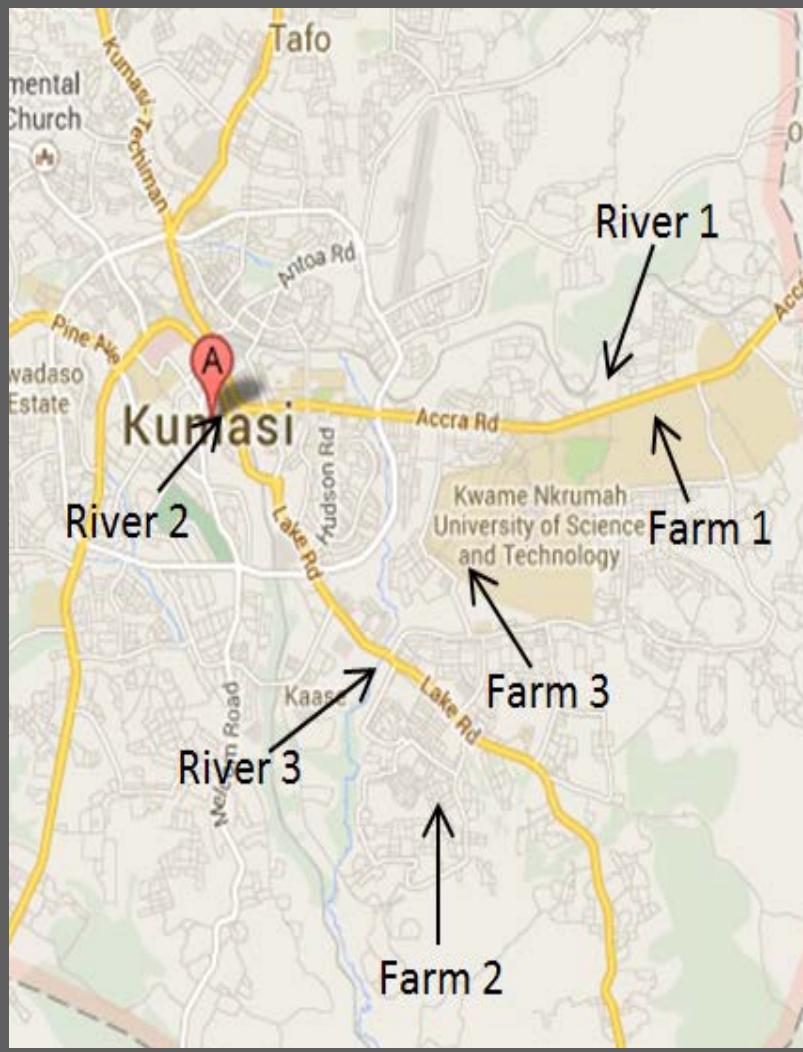 Tafo
mental
Church
Kumasi-Techiman
O
River 1
Antoa Rd
Accra
Pine Ave
A
wadaso
Estate
Kumasi
Accra Rd
River 2
Hudson Rd
Kwame Nkrumah
University of Science
and Technology
Farm 1
Lake Rd
Farm 3
Kaase
Lake Rd
River 3
Road
Farm 2